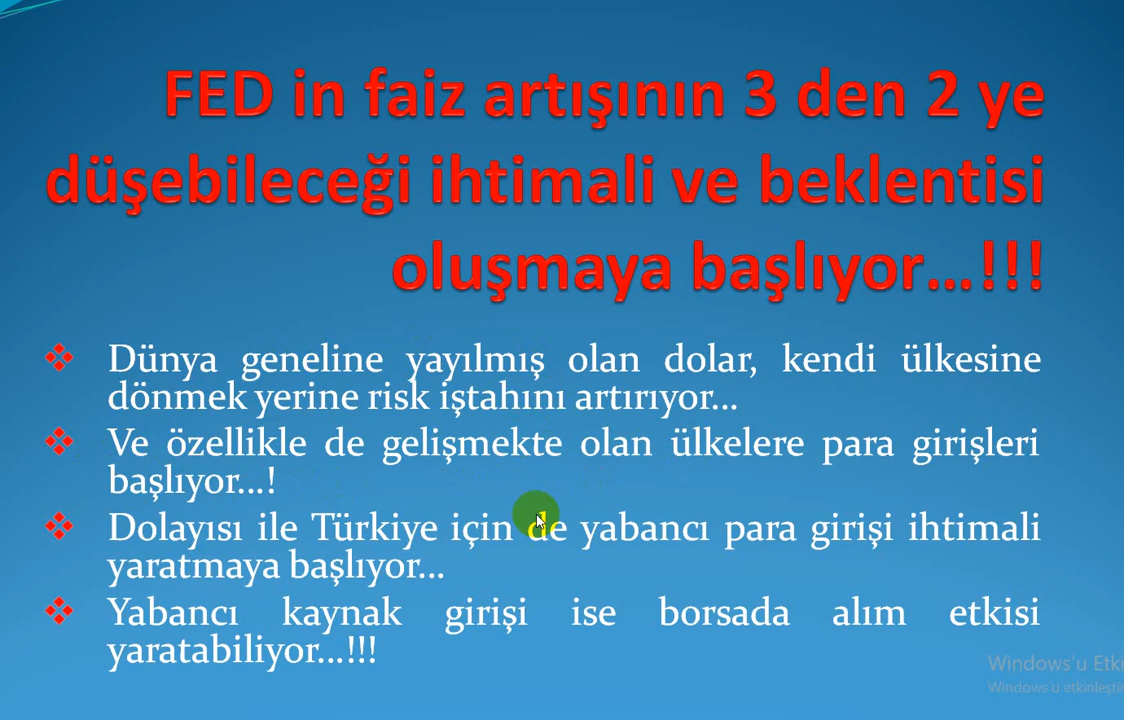 FED in faiz artışının 3 den 2 ye
düşebileceği ihtimali ve beklentisi
oluşmaya başlıyor...!!!
Dünya geneline yayılmış olan dolar, kendi ülkesine
dönmek yerine risk iştahını artırıyor...
Ve özellikle de gelişmekte olan ülkelere para girişleri
başlıyor...!
Dolayısı ile Türkiye için de yabancı para girişi ihtimali
yaratmaya başlıyor...
Yabancı kaynak girişi ise borsada alım etkisi
yaratabiliyor...!!!
Windows'u Etki
Windows'u etkinleştir